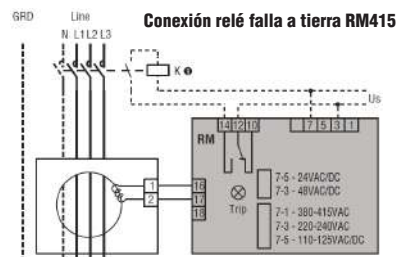 GRD
Line
Conexión relé falla a tierra RM415
N L1 L2 L3
K
Us
14 12 10
7 5 3 1
RM
1
2
16
17
18
Trip
7-5 - 24VAC/DC
7-3 - 48VAC/DC
7-1 - 380-415VAC
7-3 - 220-240VAC
7-5 - 110-125VAC/DC